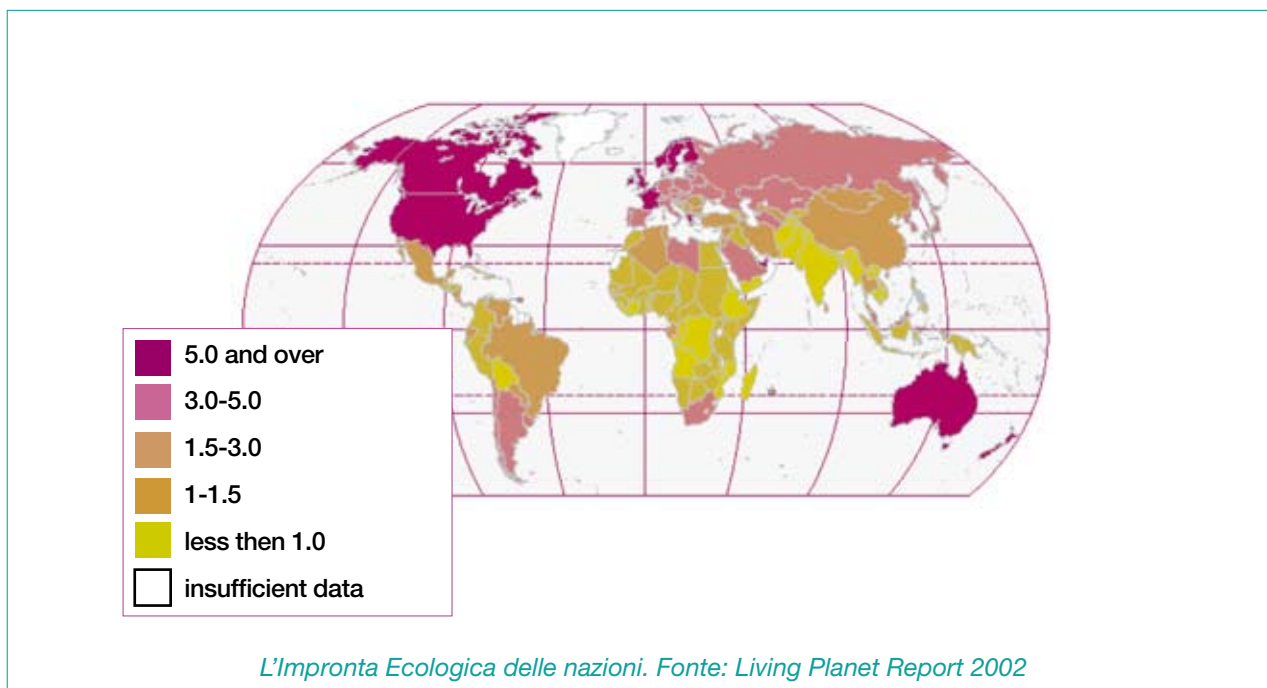 5.0 and over
3.0-5.0
1.5-3.0
1-1.5
less then 1.0
insufficient data
L'Impronta Ecologica delle nazioni. Fonte: Living Planet Report 2002